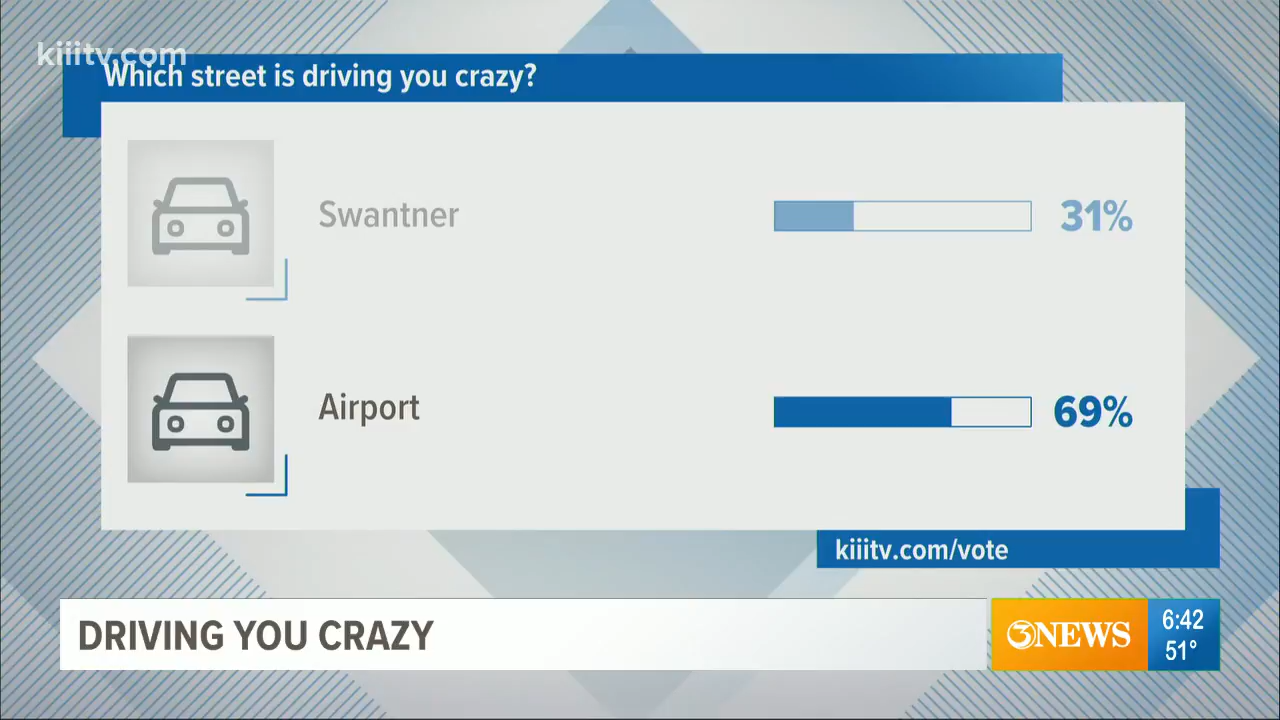 kiiitv.com
Which street is driving you crazy?
Swantner
31%
Airport
69%
kiiitv.com/vote
DRIVING YOU CRAZY
3NEWS
6:42
51°